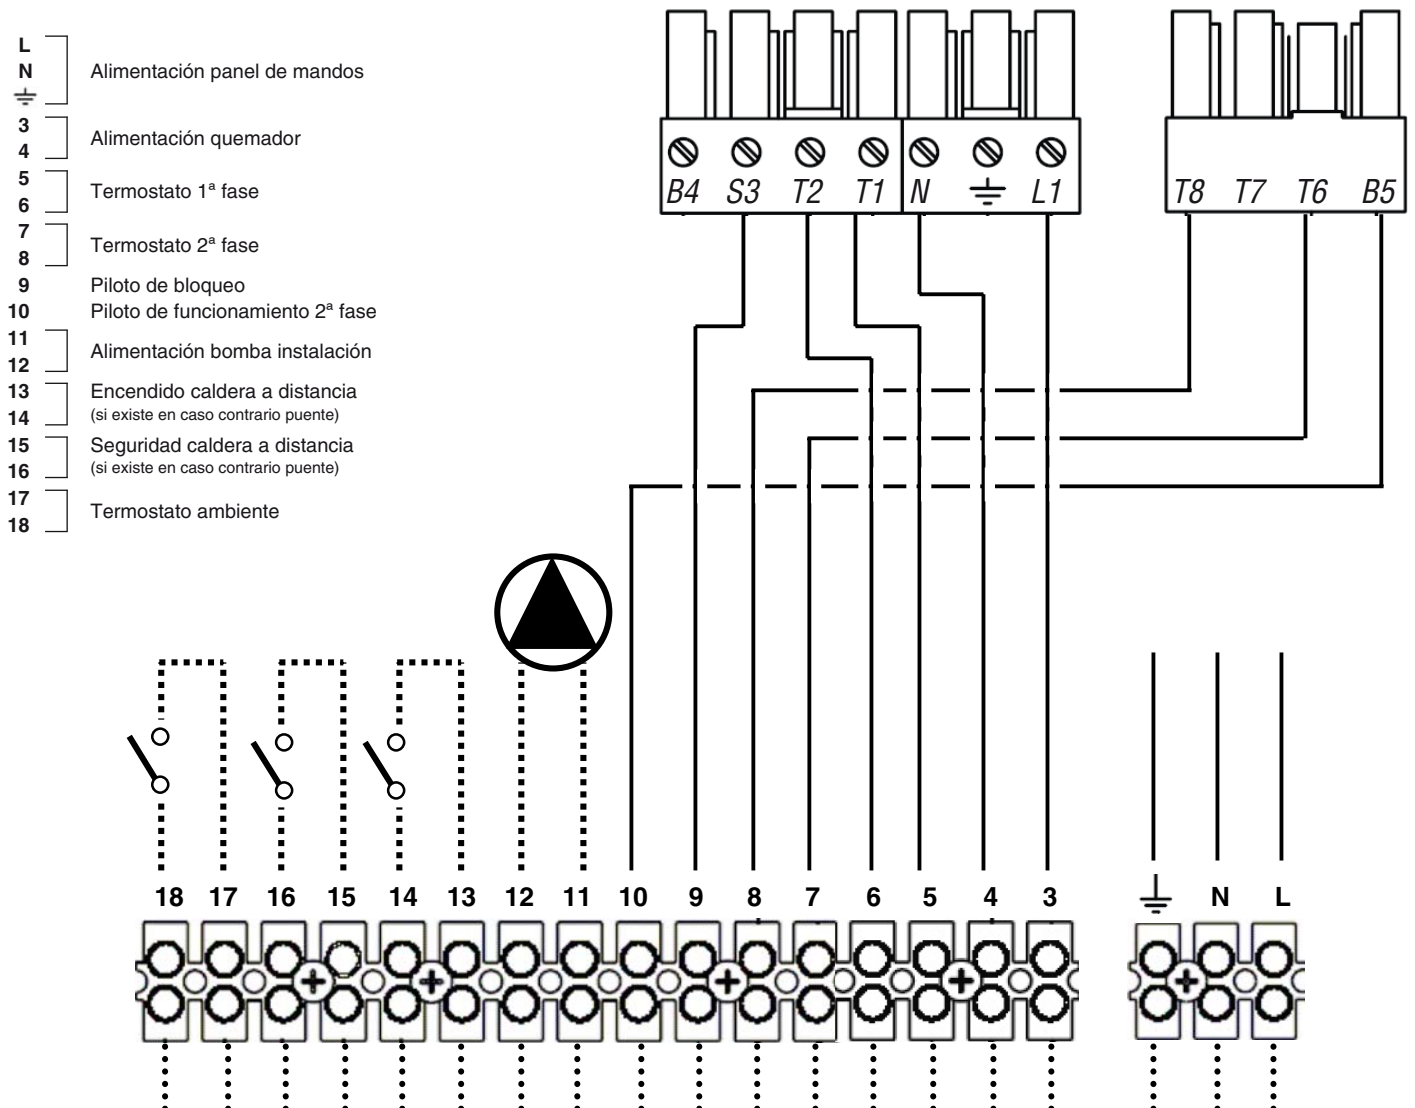 L
N
Alimentación panel de mandos
3
4
Alimentación quemador
5
6
Termostato 1ª fase
7
8
Termostato 2ª fase
9 Piloto de bloqueo
10 Piloto de funcionamiento 2ª fase
11
12
Alimentación bomba instalación
13 Encendido caldera a distancia
14 (si existe en caso contrario puente)
15 Seguridad caldera a distancia
16 (si existe en caso contrario puente)
17
18
Termostato ambiente
B4 S3 T2 T1 N L1
T8 T7 T6 B5
18 17 16 15 14 13 12 11 10 9 8 7 6 5 4 3
N L